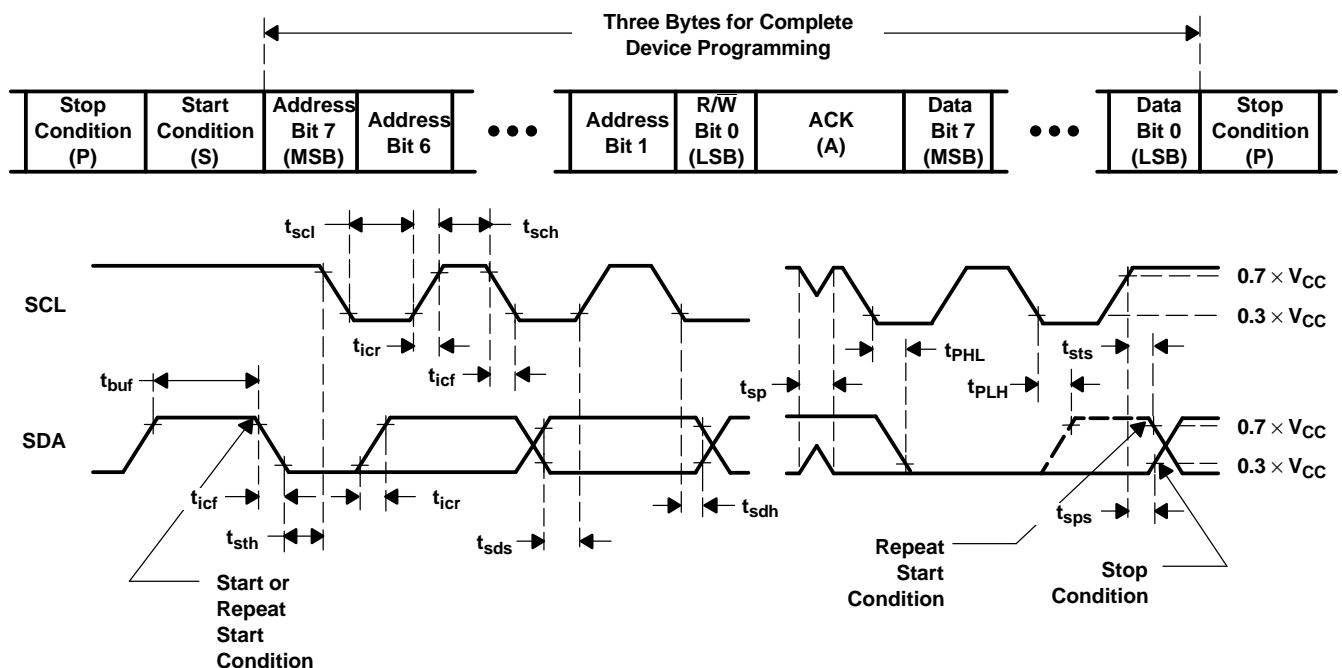 Three Bytes for Complete
Device Programming
Stop
Condition
(P)
Start
Condition
(S)
Address
Bit 7
(MSB)
Address
Bit 6
•••
Address
Bit 1
R/W̅
Bit 0
(LSB)
ACK
(A)
Data
Bit 7
(MSB)
•••
Data
Bit 0
(LSB)
Stop
Condition
(P)
tscl
tsch
SCL
0.7 × VCC
0.3 × VCC
ticr
ticf
tPHL
tsts
tbuf
tsp
tPLH
SDA
0.7 × VCC
0.3 × VCC
ticf
ticr
tsdh
tsps
tsth
tsds
Start or
Repeat
Start
Condition
Repeat
Start
Condition
Stop
Condition